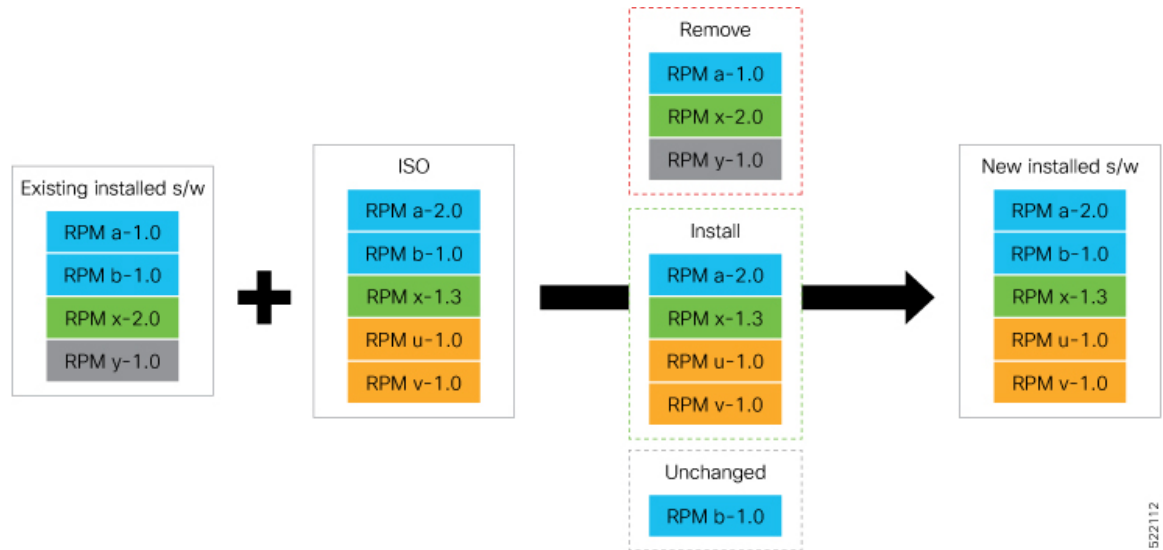 Existing installed s/w
RPM a-1.0
RPM b-1.0
RPM x-2.0
RPM y-1.0
ISO
RPM a-2.0
RPM b-1.0
RPM x-1.3
RPM u-1.0
RPM v-1.0
Remove
RPM a-1.0
RPM x-2.0
RPM y-1.0
Install
RPM a-2.0
RPM x-1.3
RPM u-1.0
RPM v-1.0
Unchanged
RPM b-1.0
New installed s/w
RPM a-2.0
RPM b-1.0
RPM x-1.3
RPM u-1.0
RPM v-1.0
522112